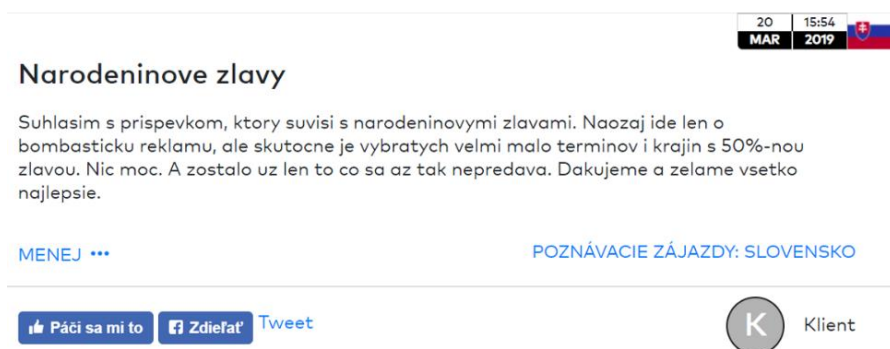 20 15:54
MAR 2019
Narodeninove zlavy
Suhlasim s prispevkom, ktory suvisi s narodeninovymi zlavami. Naozaj ide len o
bombasticku reklamu, ale skutocne je vybratych velmi malo terminov i krajin s 50%-nou
zlavou. Nic moc. A zostalo uz len to co sa az tak nepredava. Dakujeme a zelame vsetko
najlepsie.
MENEJ •••
POZNÁVACIE ZÁJAZDY: SLOVENSKO
Páči sa mi to Zdieľať Tweet
K Klient